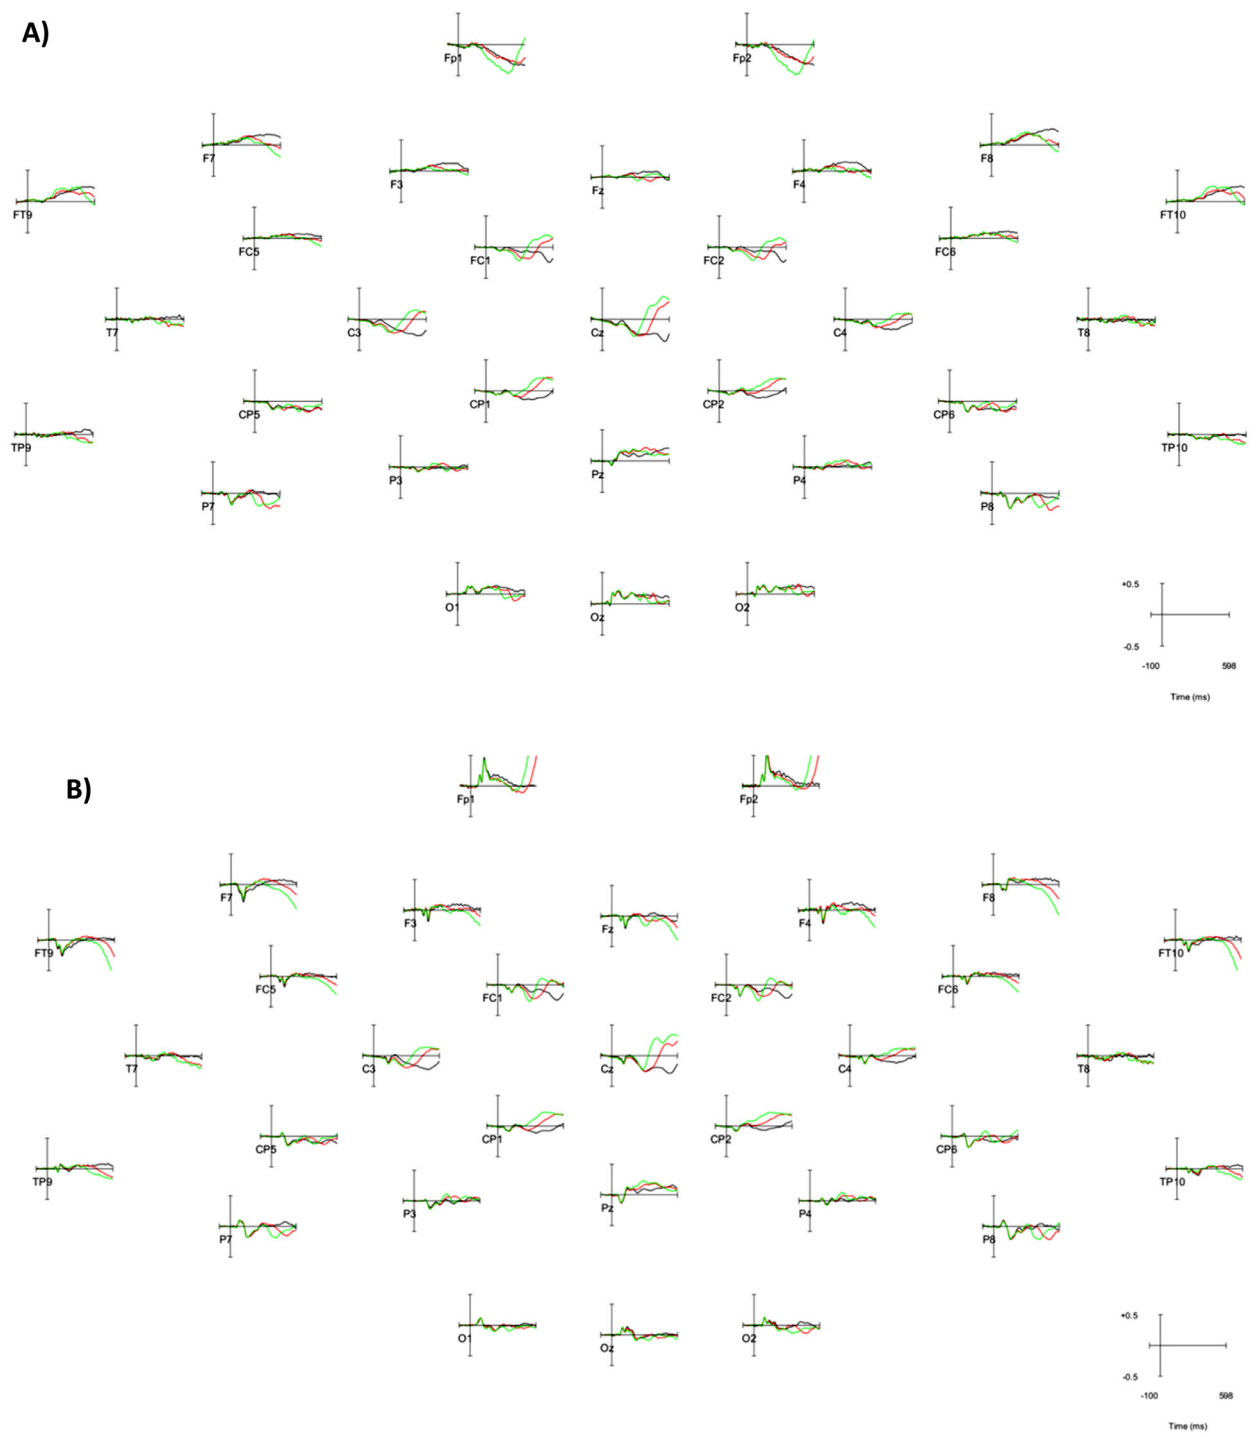 A)
Fp1 Fp2
F7 F8
F3 Fz F4
FT9 FT10
FC5 FC1 FC2 FC6
T7 C3 Cz C4 T8
CP5 CP1 CP2 CP6
TP9 TP10
P3 Pz P4
P7 P8
O1 Oz O2
+0.5
-0.5
-100 598
Time (ms)
B)
Fp1 Fp2
F7 F8
F3 Fz F4
FT9 FT10
FC5 FC1 FC2 FC6
T7 C3 Cz C4 T8
CP5 CP1 CP2 CP6
TP9 TP10
P3 Pz P4
P7 P8
O1 Oz O2
+0.5
-0.5
-100 598
Time (ms)